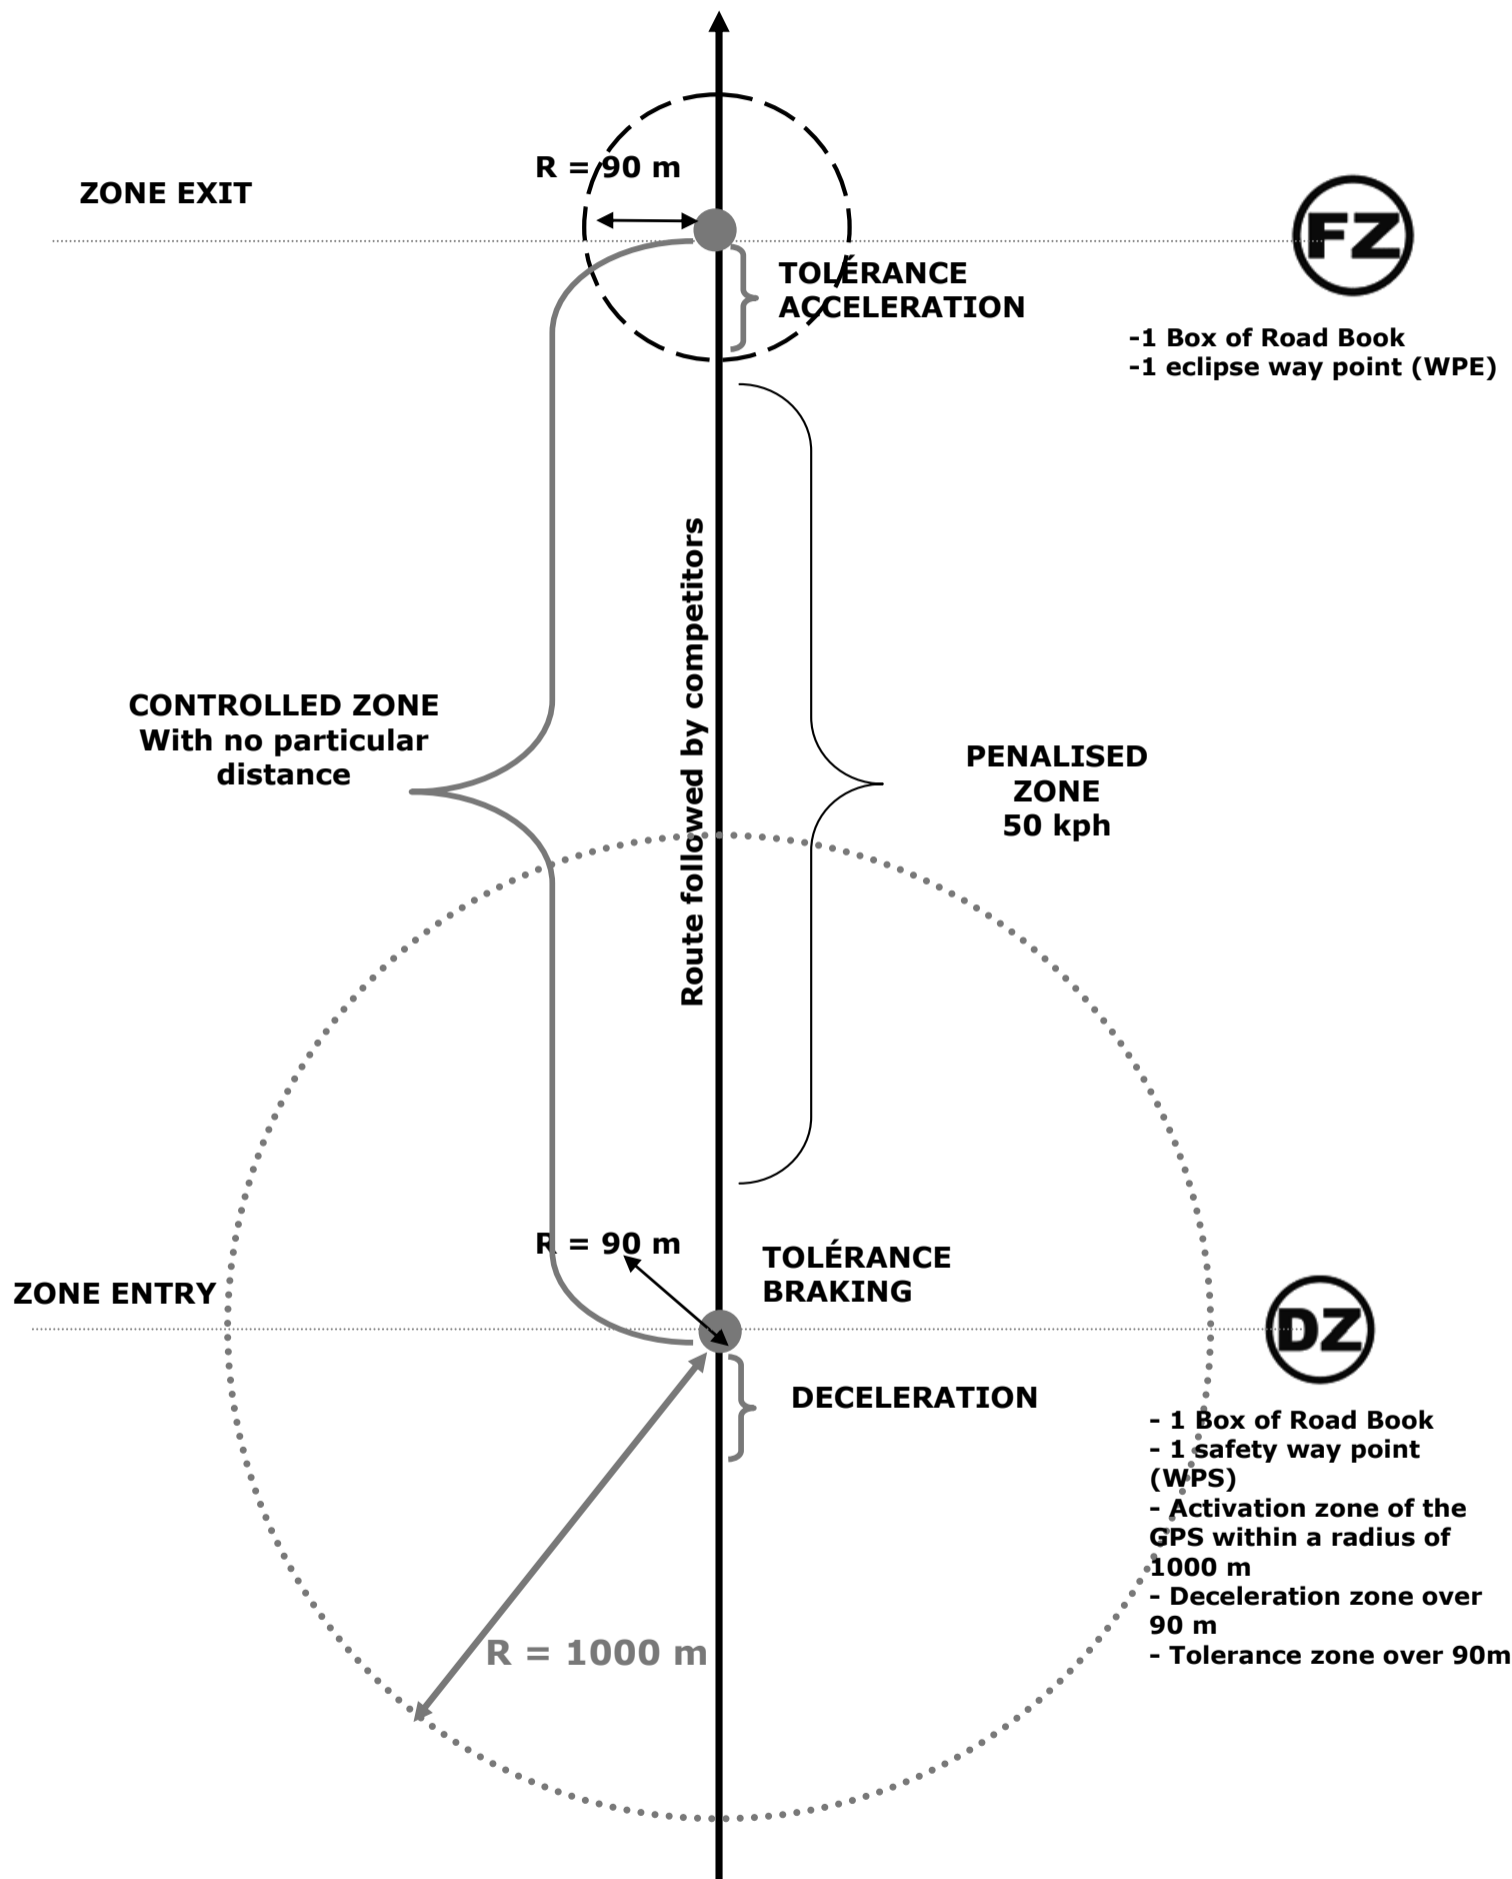 R = 90 m
ZONE EXIT
FZ
TOLÉRANCE
ACCELERATION
-1 Box of Road Book
-1 eclipse way point (WPE)
Route followed by competitors
CONTROLLED ZONE
With no particular
distance
PENALISED
ZONE
50 kph
R = 90 m
TOLÉRANCE
BRAKING
ZONE ENTRY
DZ
DECELERATION
- 1 Box of Road Book
- 1 safety way point
(WPS)
- Activation zone of the
GPS within a radius of
1000 m
- Deceleration zone over
90 m
- Tolerance zone over 90m
R = 1000 m